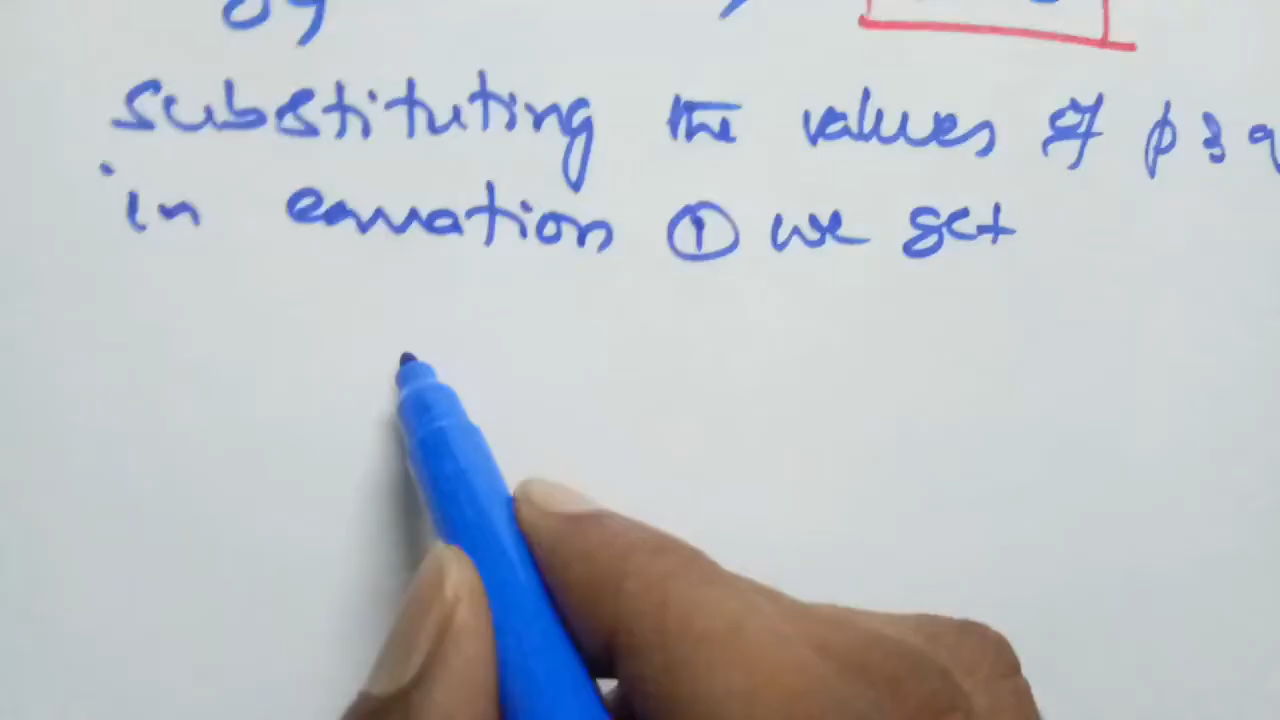 substituting the values of p & q
in equation ① we get